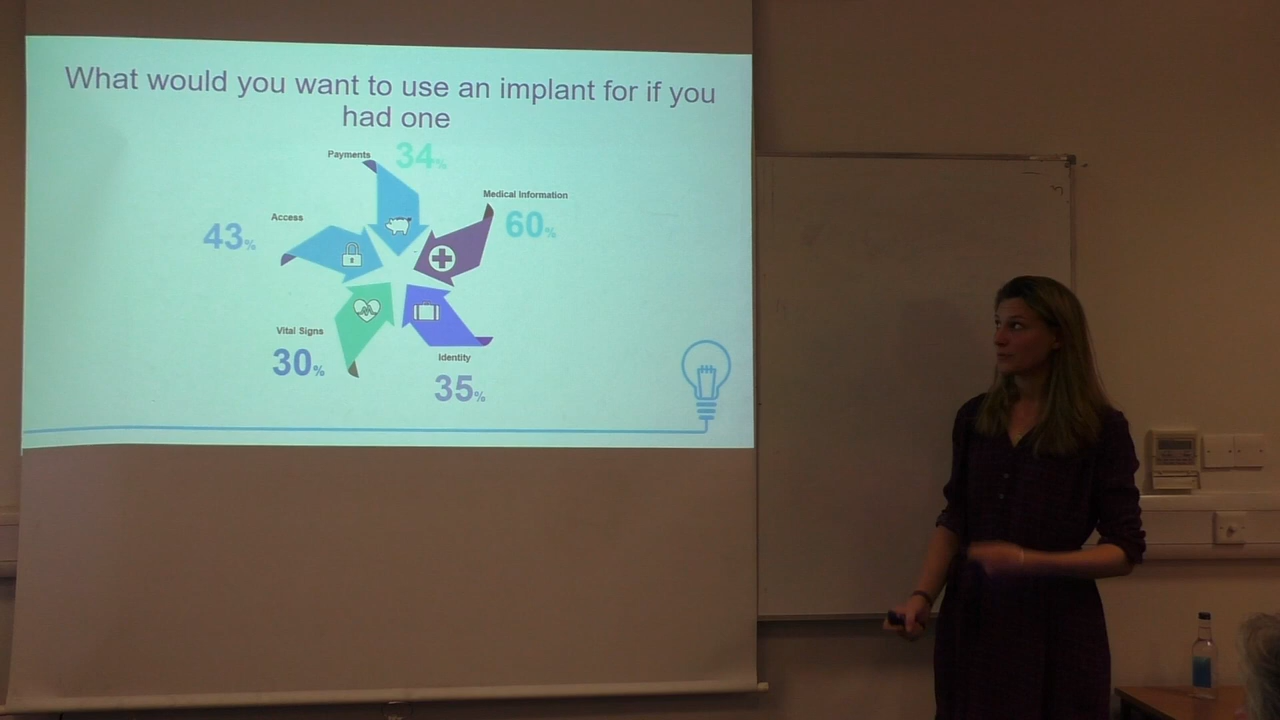 What would you want to use an implant for if you
had one
Payments
34%
Medical Information
60%
Access
43%
Vital Signs
30%
Identity
35%